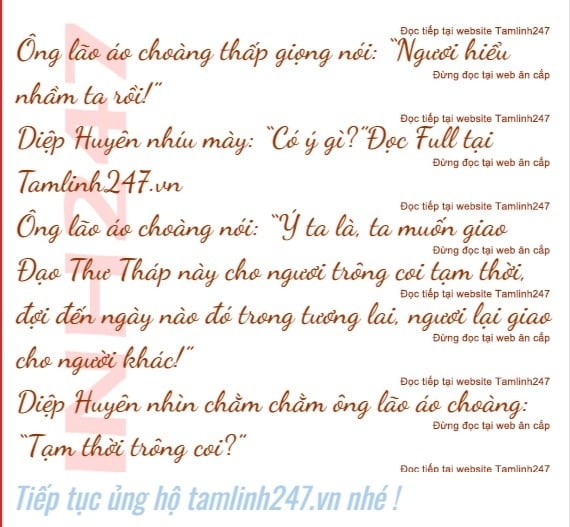 Đọc tiếp tại website Tamlinh247
Ông lão áo choàng thấp giọng nói: “Ngươi hiểu
Đừng đọc tại web ăn cắp
nhầm ta rồi!”
Đọc tiếp tại website Tamlinh247
Diệp Huyên nhíu mày: “Có ý gì?”Đọc Full tại
Đừng đọc tại web ăn cắp
Tamlinh247.vn
Đọc tiếp tại website Tamlinh247
Ông lão áo choàng nói: “Ý ta là, ta muốn giao
Đừng đọc tại web ăn cắp
Đạo Thư Tháp này cho ngươi trông coi tạm thời,
Đọc tiếp tại website Tamlinh247
đợi đến ngày nào đó trong tương lai, ngươi lại giao
Đừng đọc tại web ăn cắp
cho người khác!”
Đọc tiếp tại website Tamlinh247
Diệp Huyên nhìn chằm chằm ông lão áo choàng:
Đừng đọc tại web ăn cắp
“Tạm thời trông coi?”
Đọc tiếp tại website Tamlinh247
Tiếp tục ủng hộ tamlinh247.vn nhé !
INH247